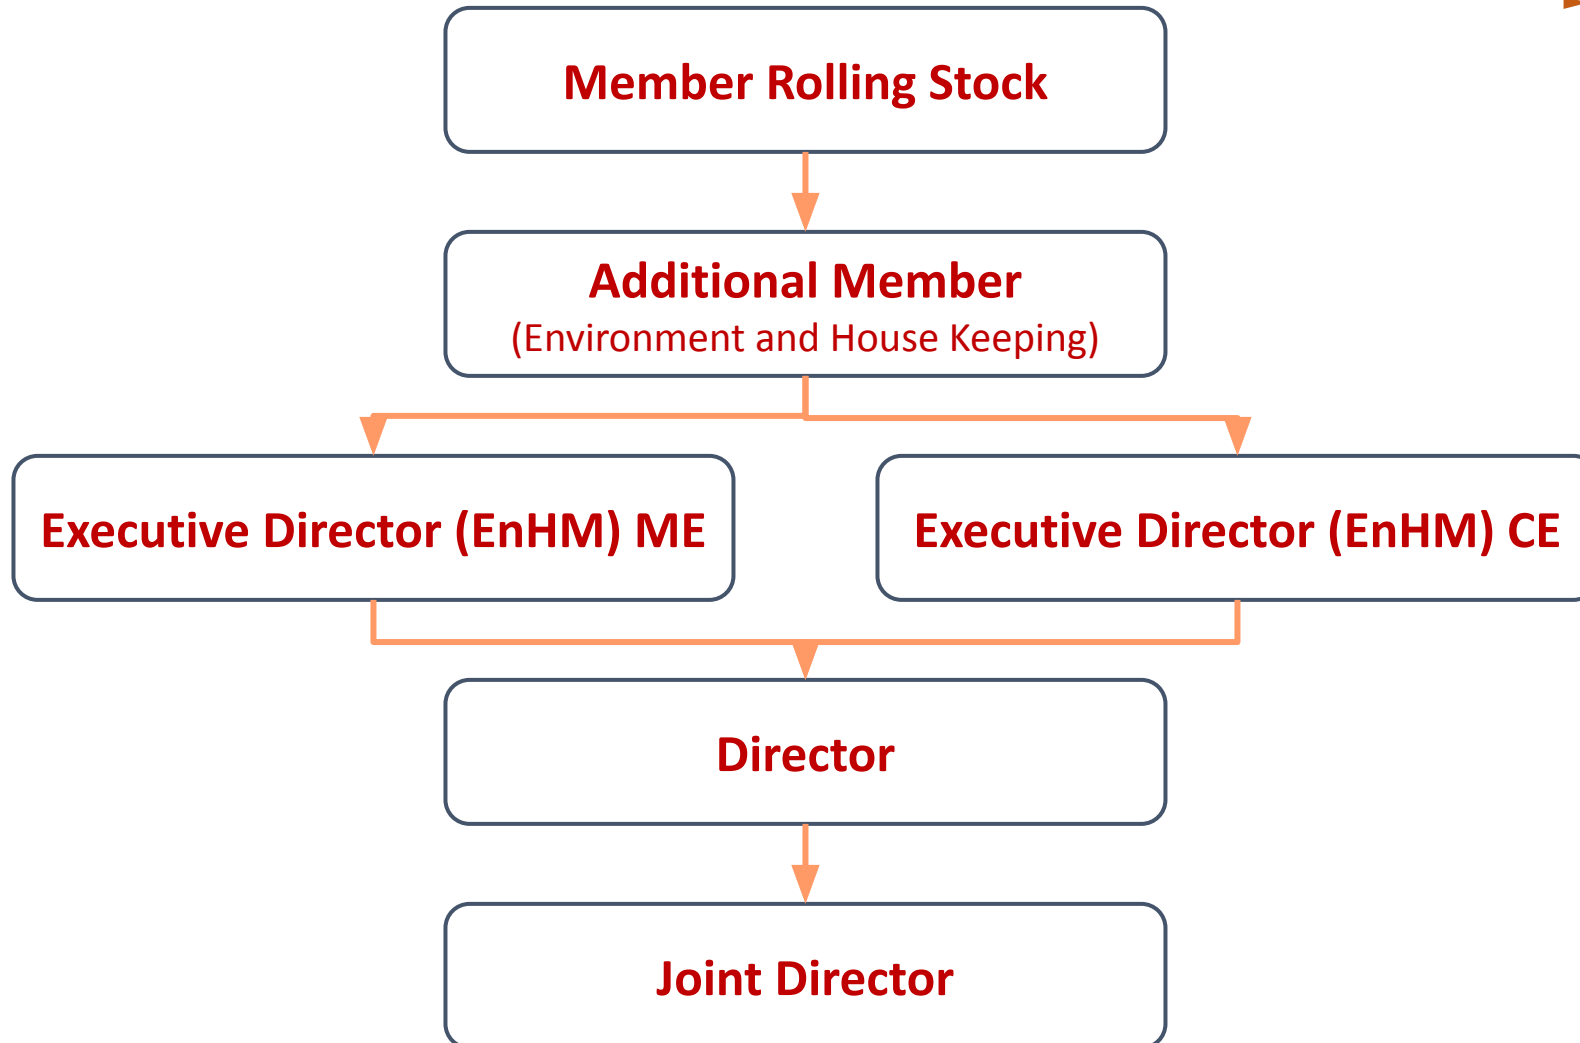 Member Rolling Stock
Additional Member
(Environment and House Keeping)
Executive Director (EnHM) ME
Executive Director (EnHM) CE
Director
Joint Director